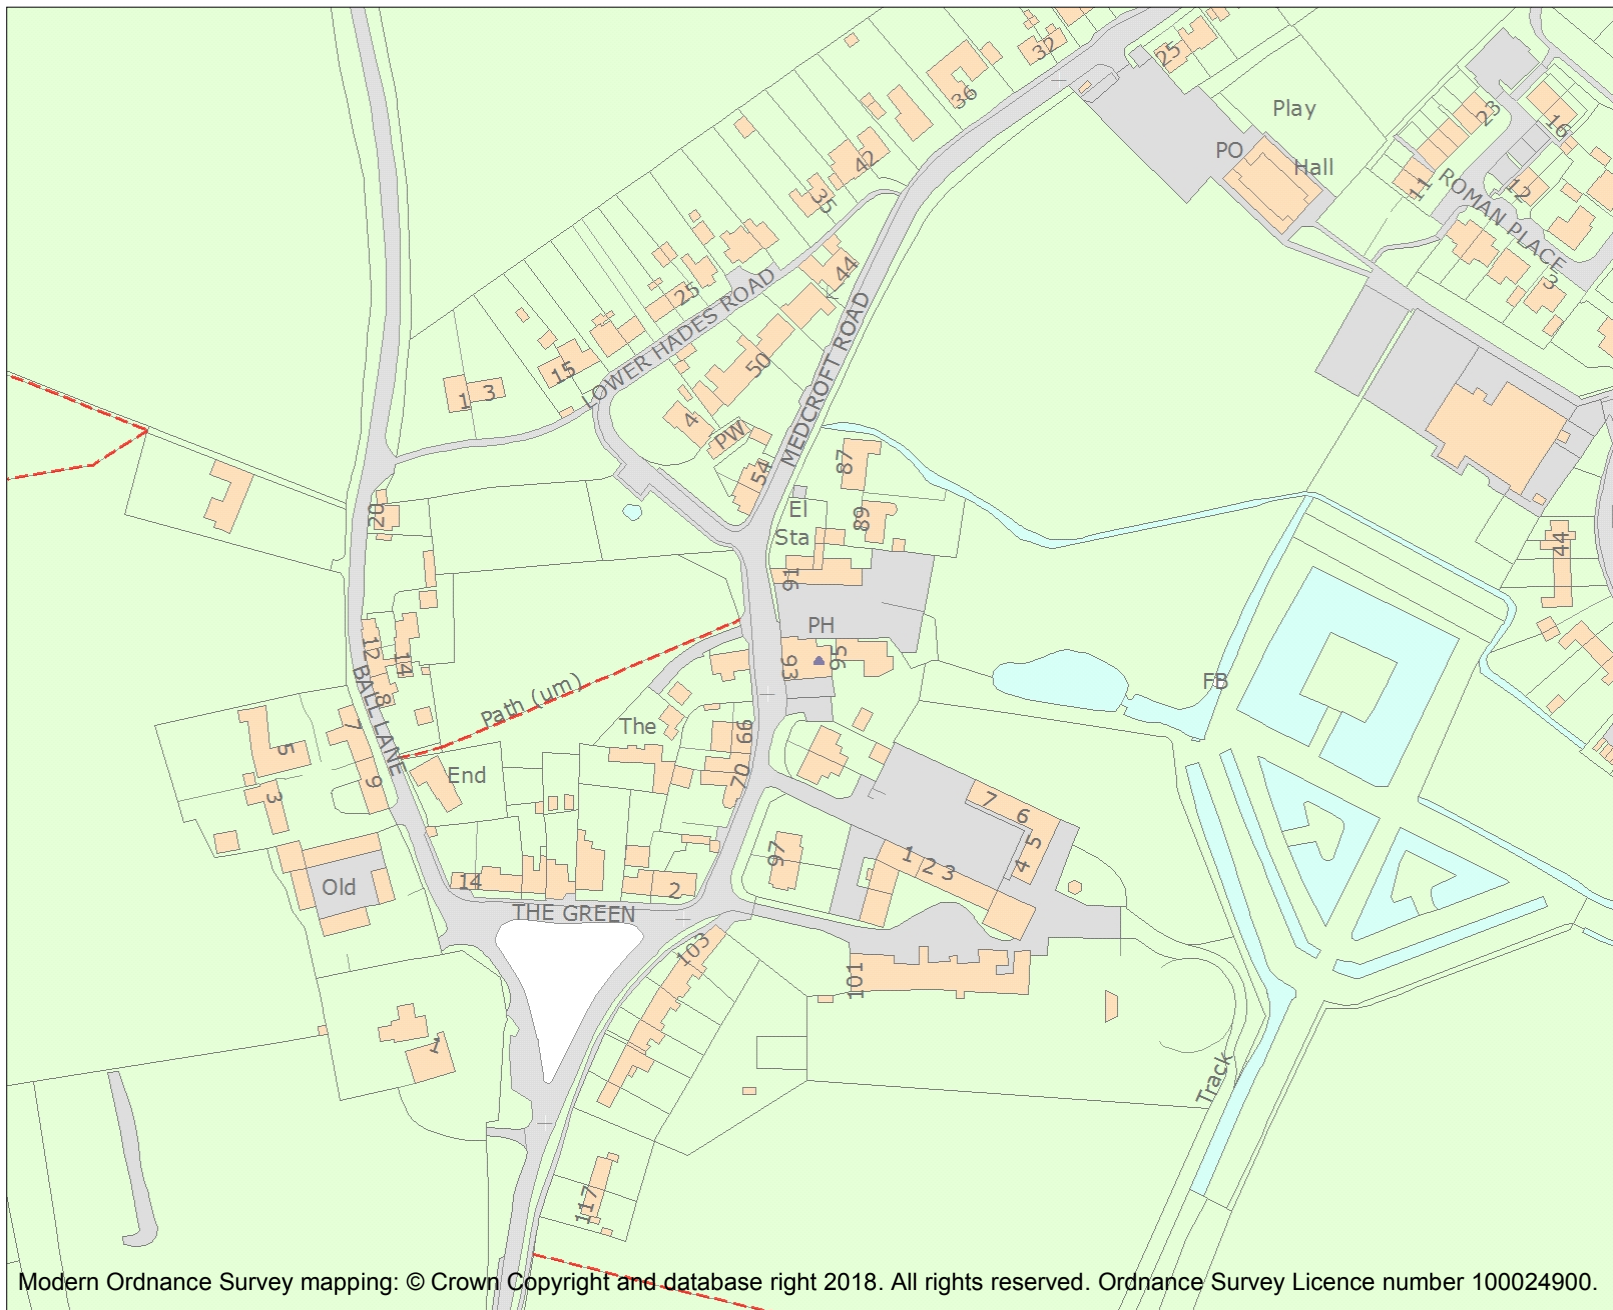 32
25
36
Play
PO
Hall
23
16
11
12
ROMAN PLACE
3
42
35
44
25
LOWER HADES ROAD
MEDCROFT ROAD
15
50
1 3
4
PW
54
87
89
El
Sta
91
20
44
PH
93
95
12
14
8
BALL LANE
Path (um)
FB
The
66
70
7
5
9
3
End
7
6
5
4
1 2 3
97
Old
14
2
THE GREEN
103
101
1
Track
117
Modern Ordnance Survey mapping: © Crown Copyright and database right 2018. All rights reserved. Ordnance Survey Licence number 100024900.